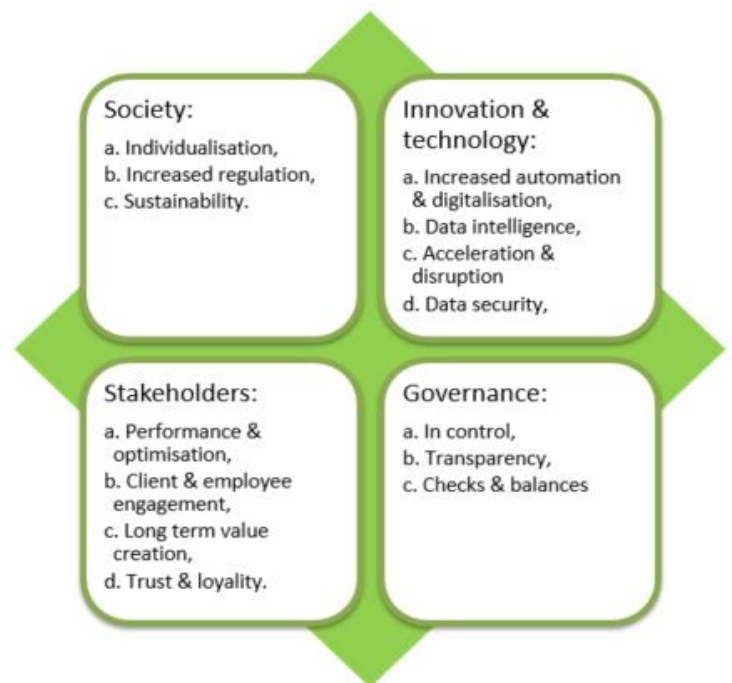 Society:
a. Individualisation,
b. Increased regulation,
c. Sustainability.
Innovation &
technology:
a. Increased automation
& digitalisation,
b. Data intelligence,
c. Acceleration &
disruption
d. Data security,
Stakeholders:
a. Performance &
optimisation,
b. Client & employee
engagement,
c. Long term value
creation,
d. Trust & loyality.
Governance:
a. In control,
b. Transparency,
c. Checks & balances